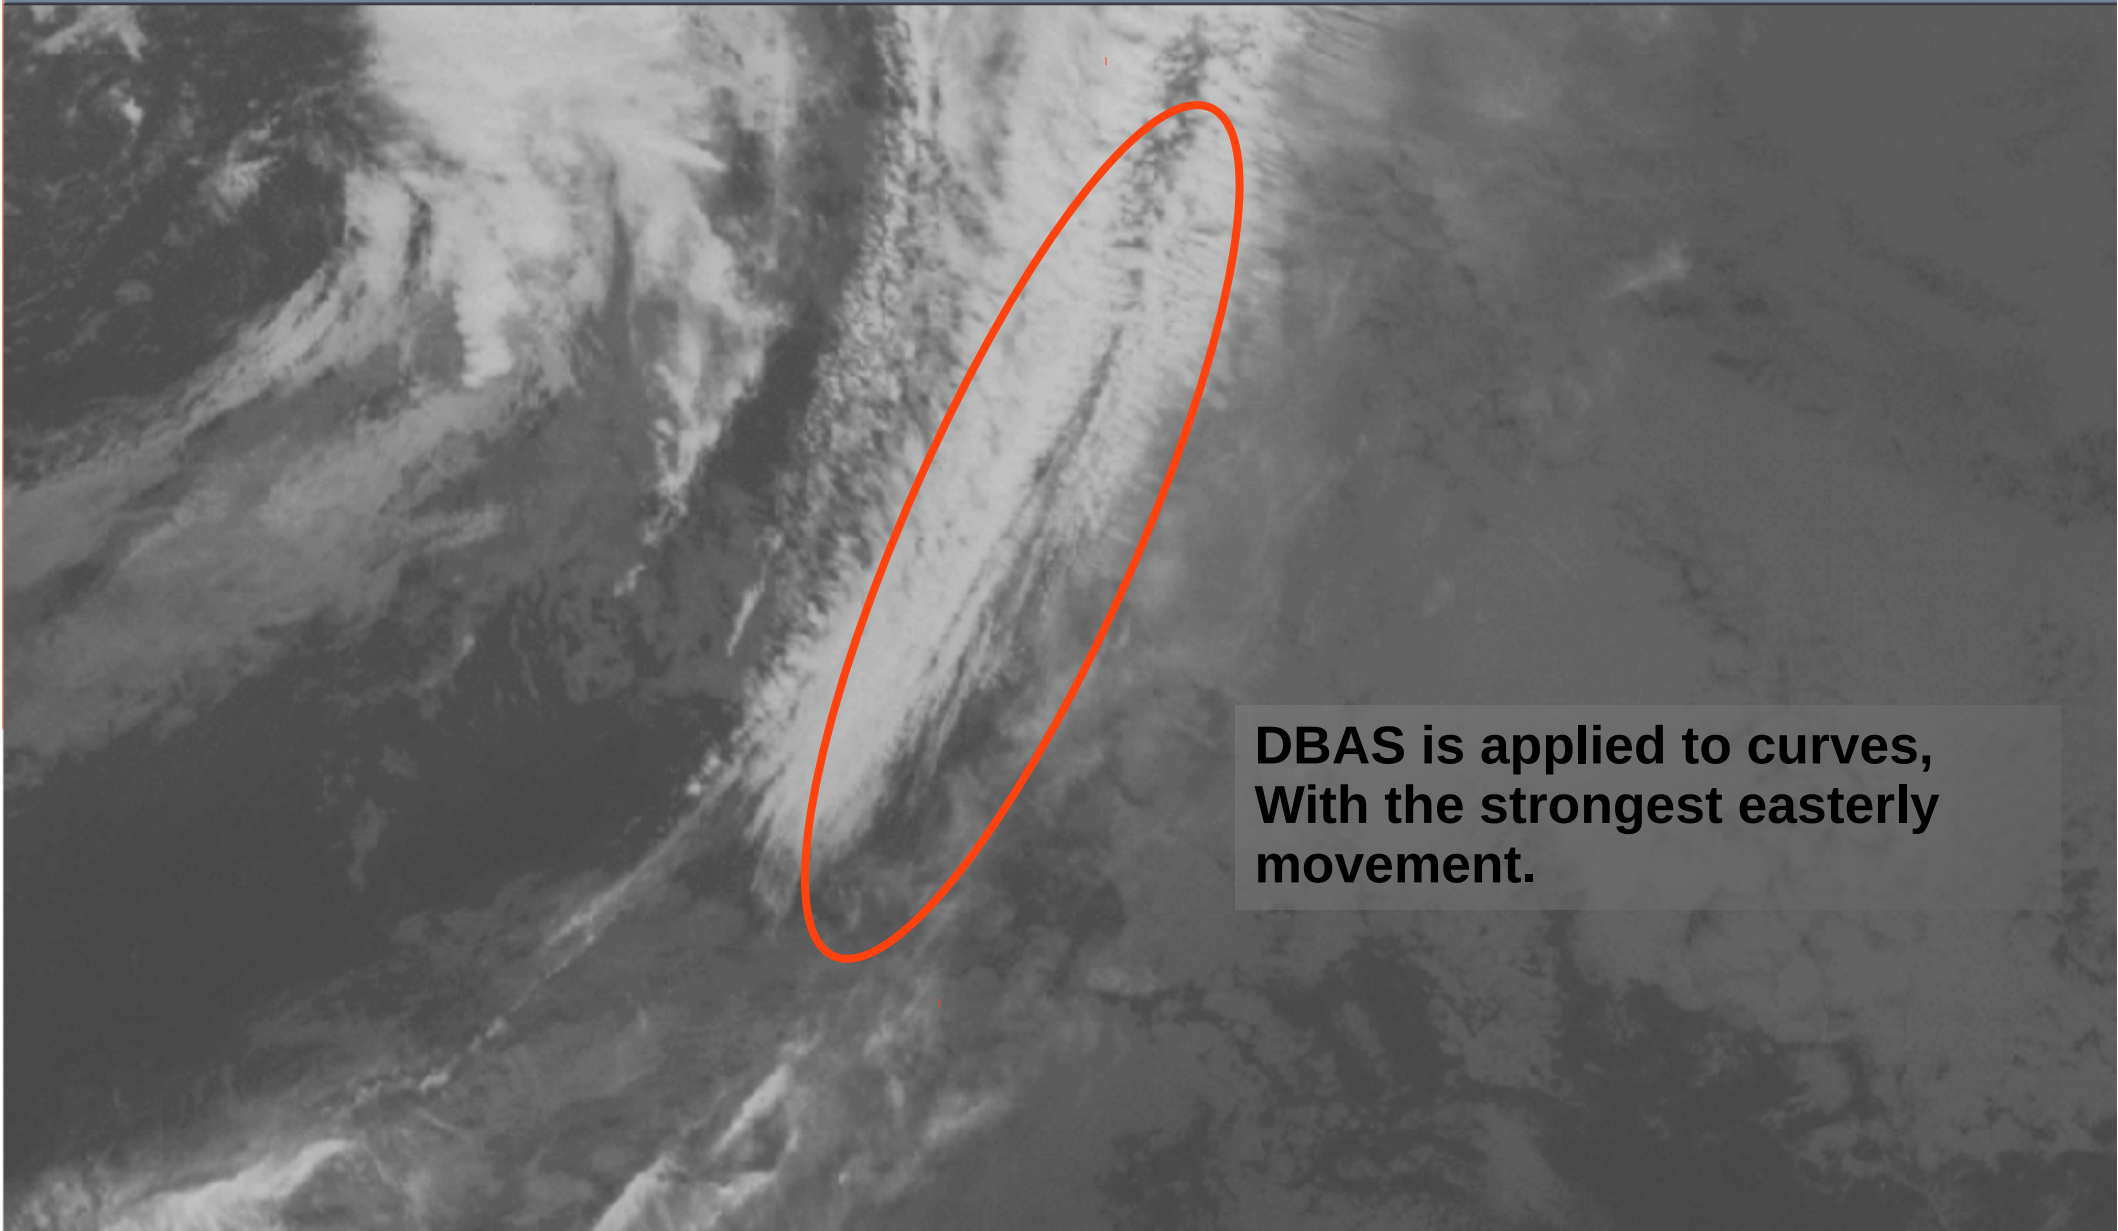 DBAS is applied to curves,
With the strongest easterly
movement.